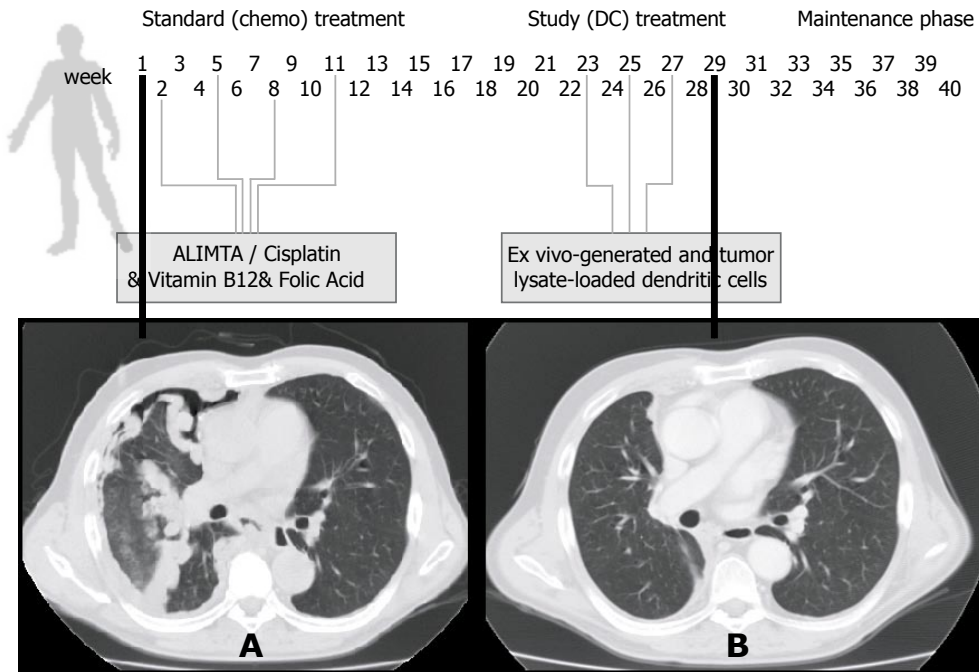 Standard (chemo) treatment Study (DC) treatment Maintenance phase
week 1 3 5 7 9 11 13 15 17 19 21 23 25 27 29 31 33 35 37 39
2 4 6 8 10 12 14 16 18 20 22 24 26 28 30 32 34 36 38 40
ALIMTA / Cisplatin
& Vitamin B12& Folic Acid
Ex vivo-generated and tumor
lysate-loaded dendritic cells
A B